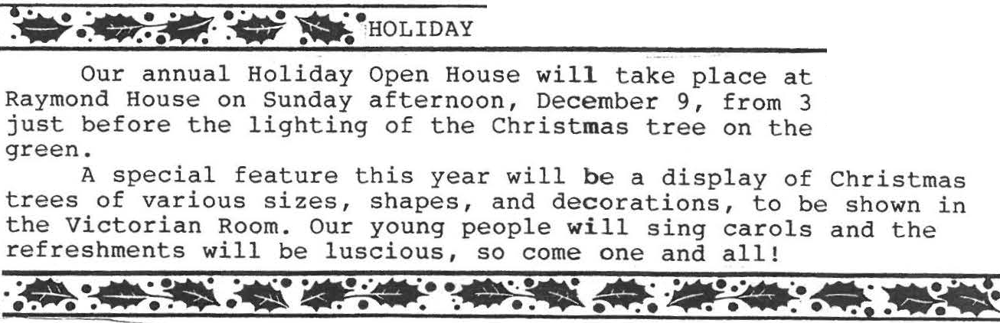 HOLIDAY
Our annual Holiday Open House will take place at
Raymond House on Sunday afternoon, December 9, from 3
just before the lighting of the Christmas tree on the
green.
A special feature this year will be a display of Christmas
trees of various sizes, shapes, and decorations, to be shown in
the Victorian Room. Our young people will sing carols and the
refreshments will be luscious, so come one and all!